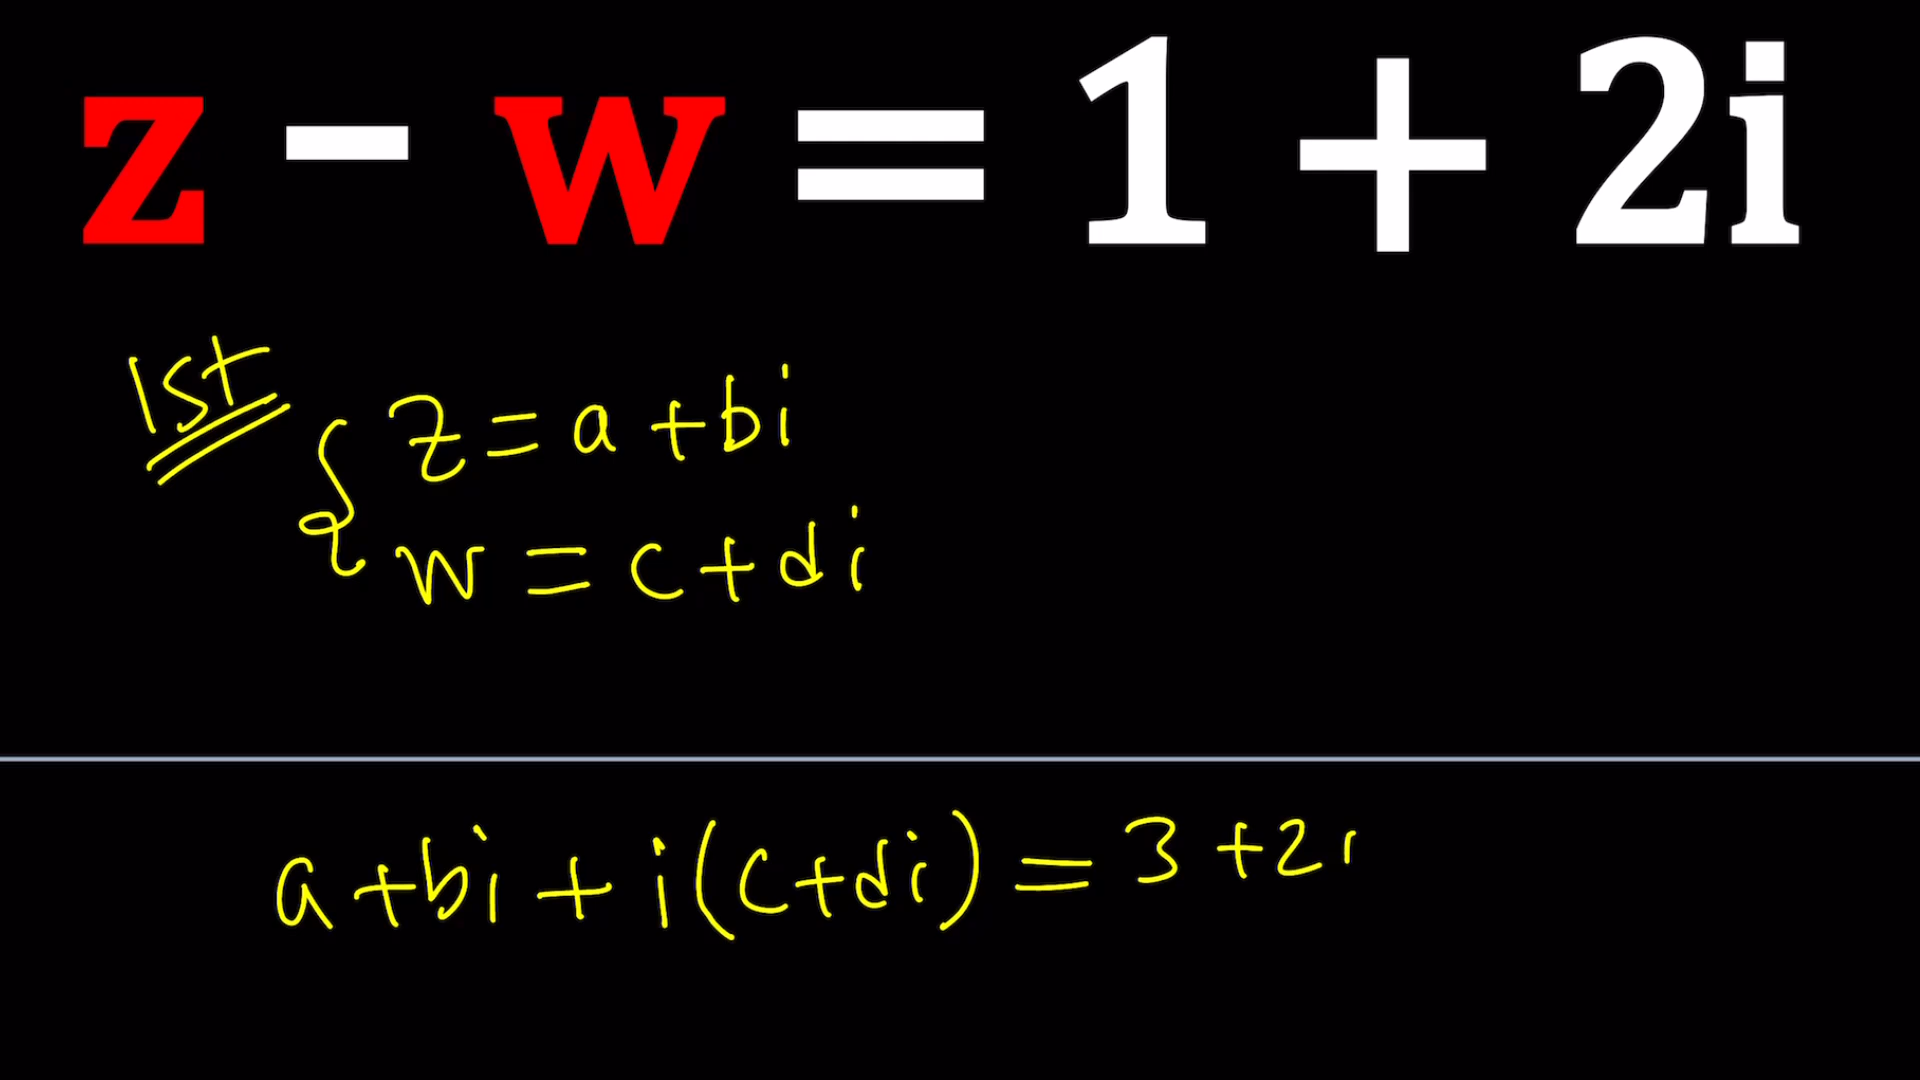 z - w = 1 + 2i
1st
z = a + bi
w = c + di
a + bi + i(c + di) = 3 + 2i